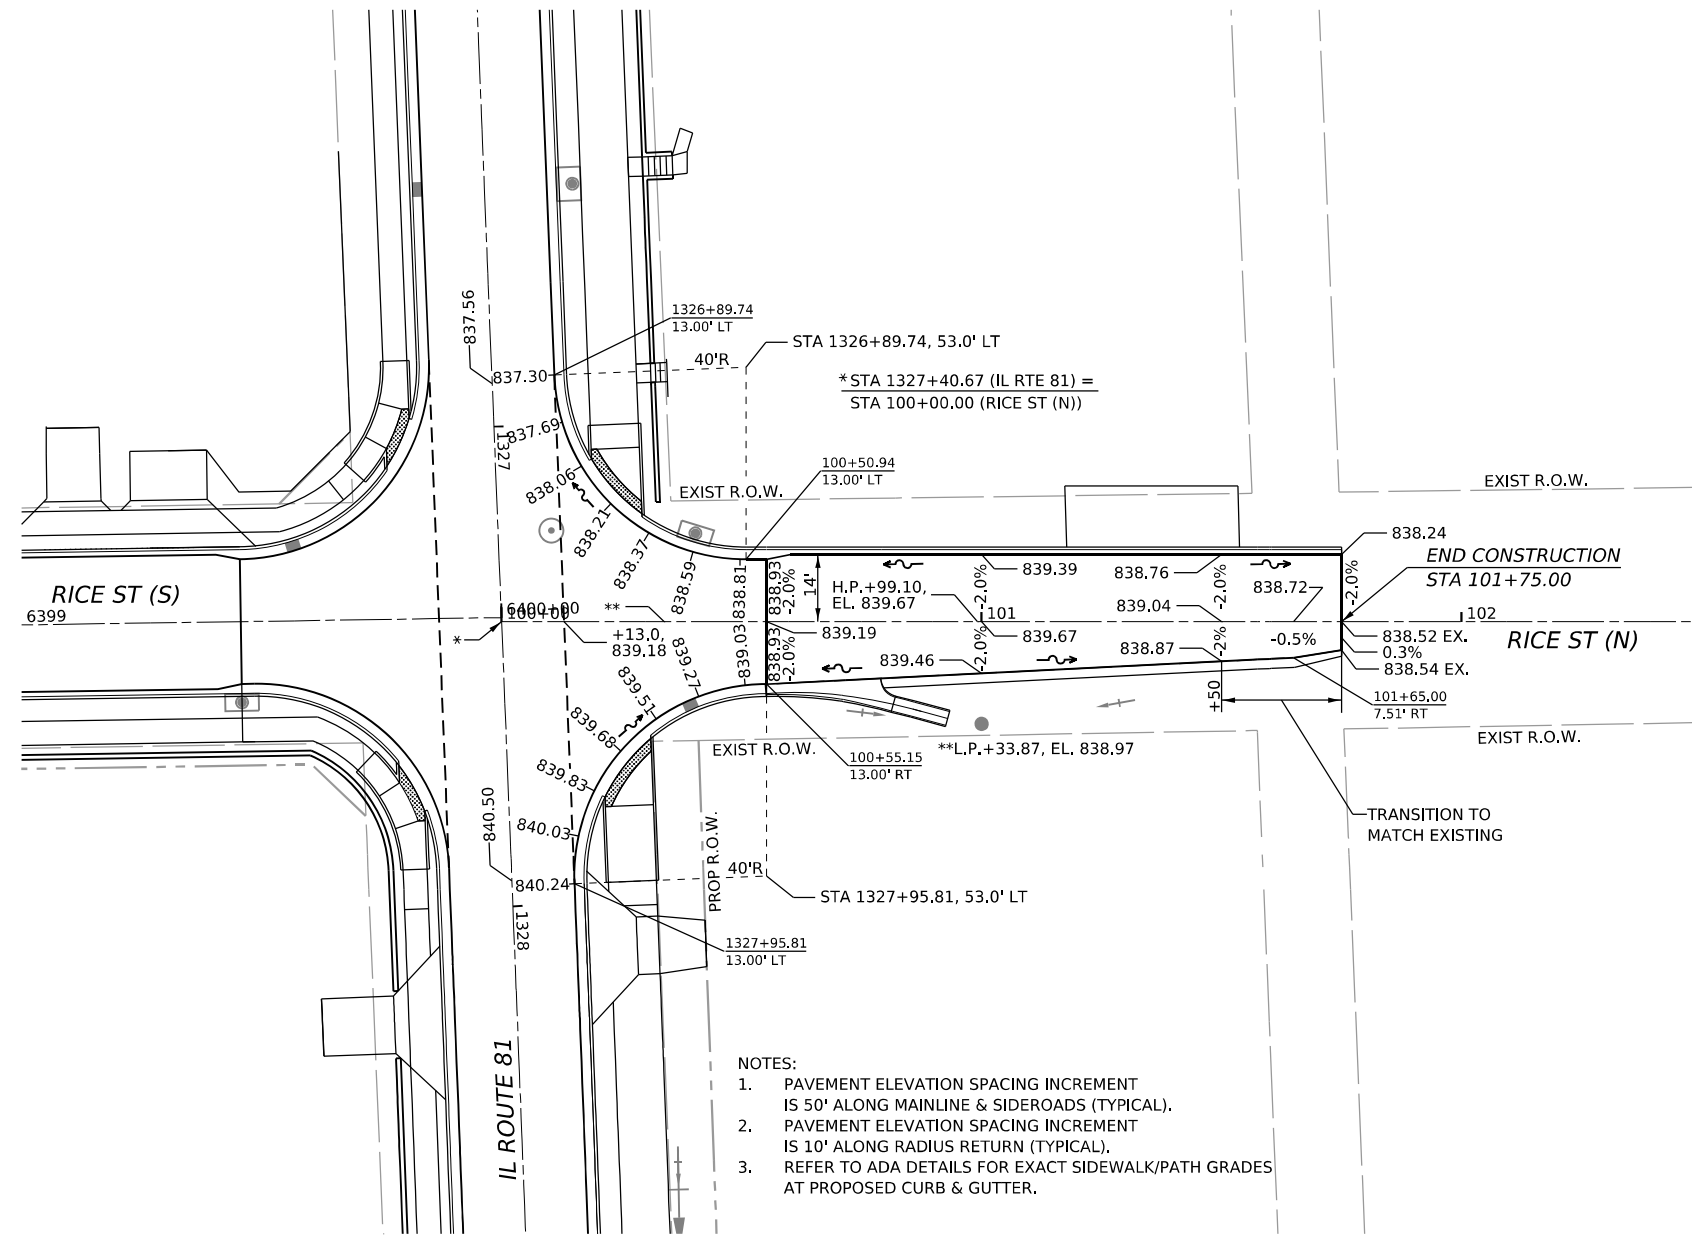 837.56
1326+89.74
13.00' LT
STA 1326+89.74, 53.0' LT
40'R
837.30
*STA 1327+40.67 (IL RTE 81) =
STA 100+00.00 (RICE ST (N))
1327
837.69
838.06
838.21
838.37
838.59
838.81
100+50.94
13.00' LT
EXIST R.O.W.
EXIST R.O.W.
838.24
END CONSTRUCTION
STA 101+75.00
838.93
-2.0%
14'
H.P.+99.10,
EL. 839.67
-2.0%
839.39
838.76
-2.0%
838.72
-2.0%
RICE ST (S)
6399
6400+00
**
*
+13.0,
839.18
839.19
101
839.67
839.04
-0.5%
102
838.52 EX.
0.3%
838.54 EX.
RICE ST (N)
839.03
838.93
-2.0%
839.46
-2.0%
838.87
-2%
839.27
839.51
839.68
839.83
840.03
840.24
840.50
+50
101+65.00
7.51' RT
EXIST R.O.W.
EXIST R.O.W.
100+55.15
13.00' RT
**L.P.+33.87, EL. 838.97
TRANSITION TO
MATCH EXISTING
PROP R.O.W.
40'R
STA 1327+95.81, 53.0' LT
1328
1327+95.81
13.00' LT
IL ROUTE 81
NOTES:
1. PAVEMENT ELEVATION SPACING INCREMENT
IS 50' ALONG MAINLINE & SIDEROADS (TYPICAL).
2. PAVEMENT ELEVATION SPACING INCREMENT
IS 10' ALONG RADIUS RETURN (TYPICAL).
3. REFER TO ADA DETAILS FOR EXACT SIDEWALK/PATH GRADES
AT PROPOSED CURB & GUTTER.